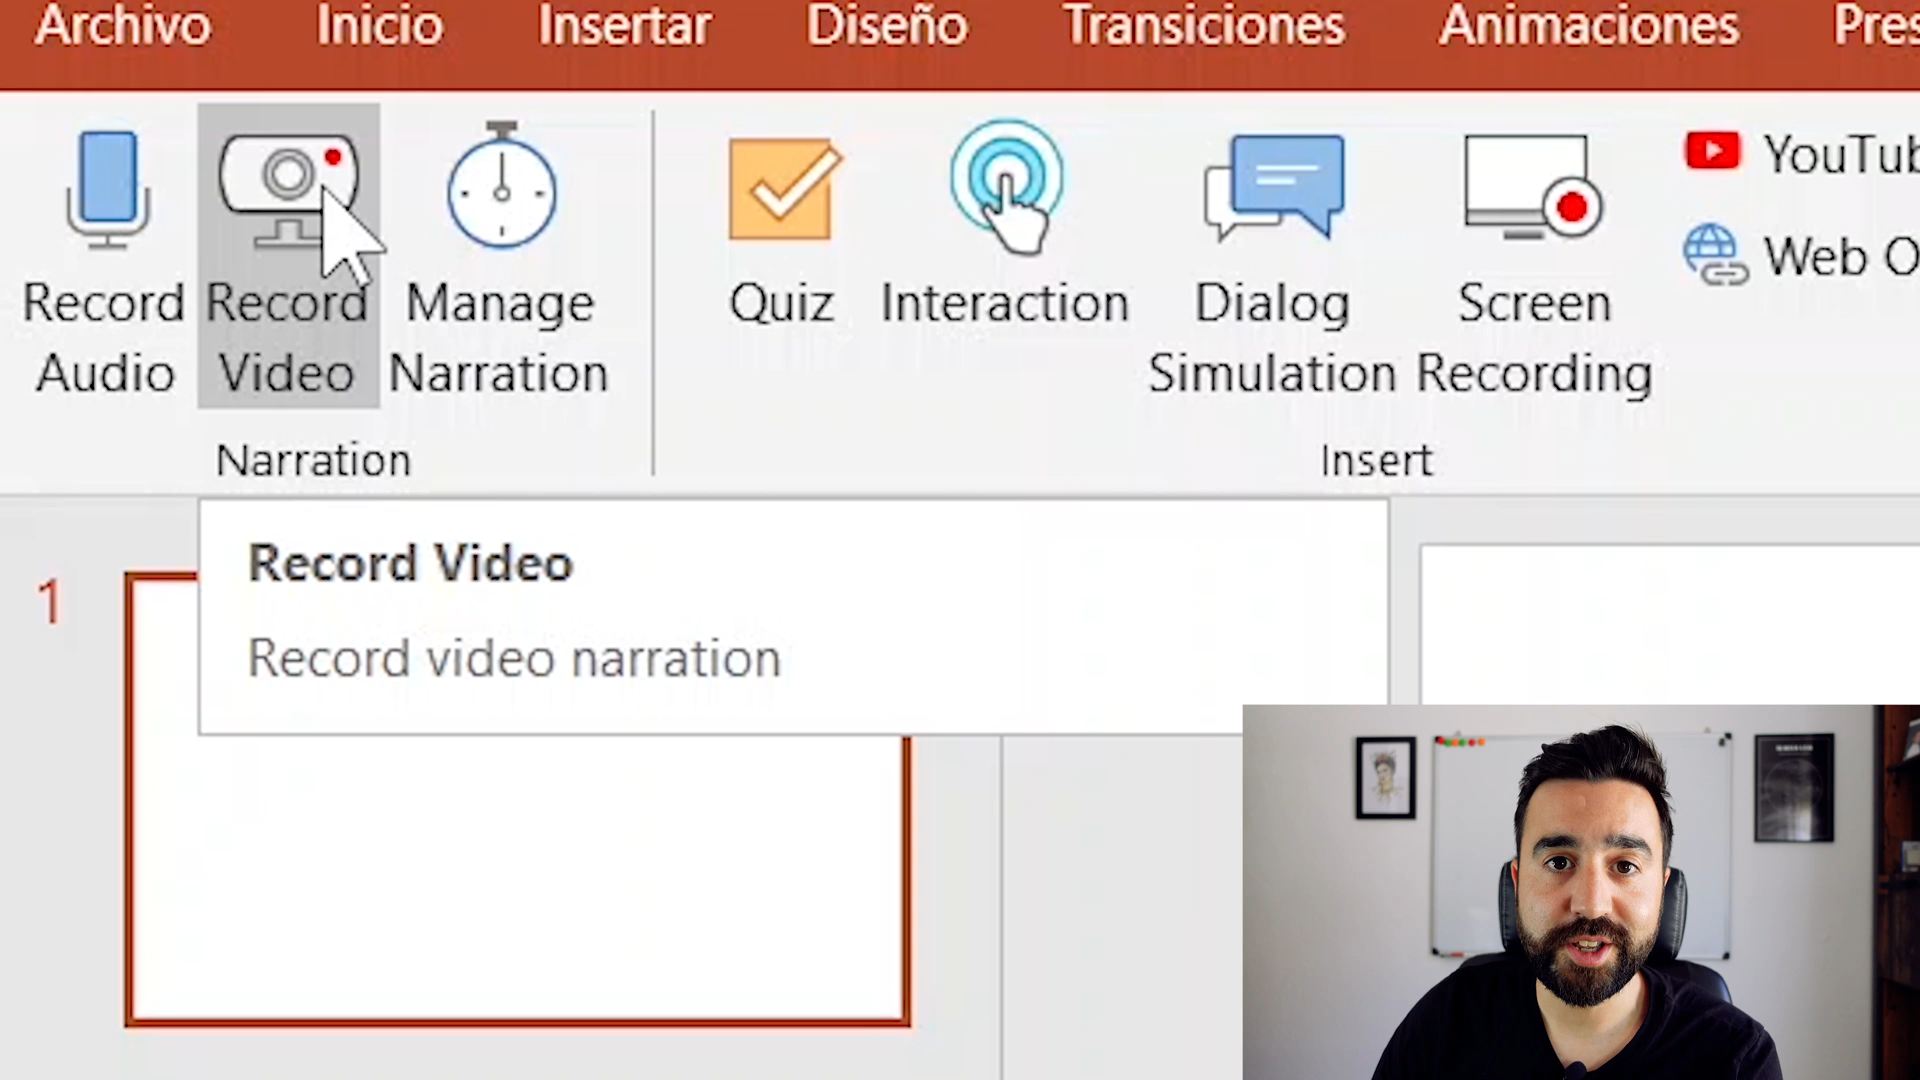 Archivo Inicio Insertar Diseño Transiciones Animaciones
Record Audio
Record Video
Manage Narration
Quiz
Interaction
Dialog Simulation
Screen Recording
Web
Narration
Insert
Record Video
Record video narration
1